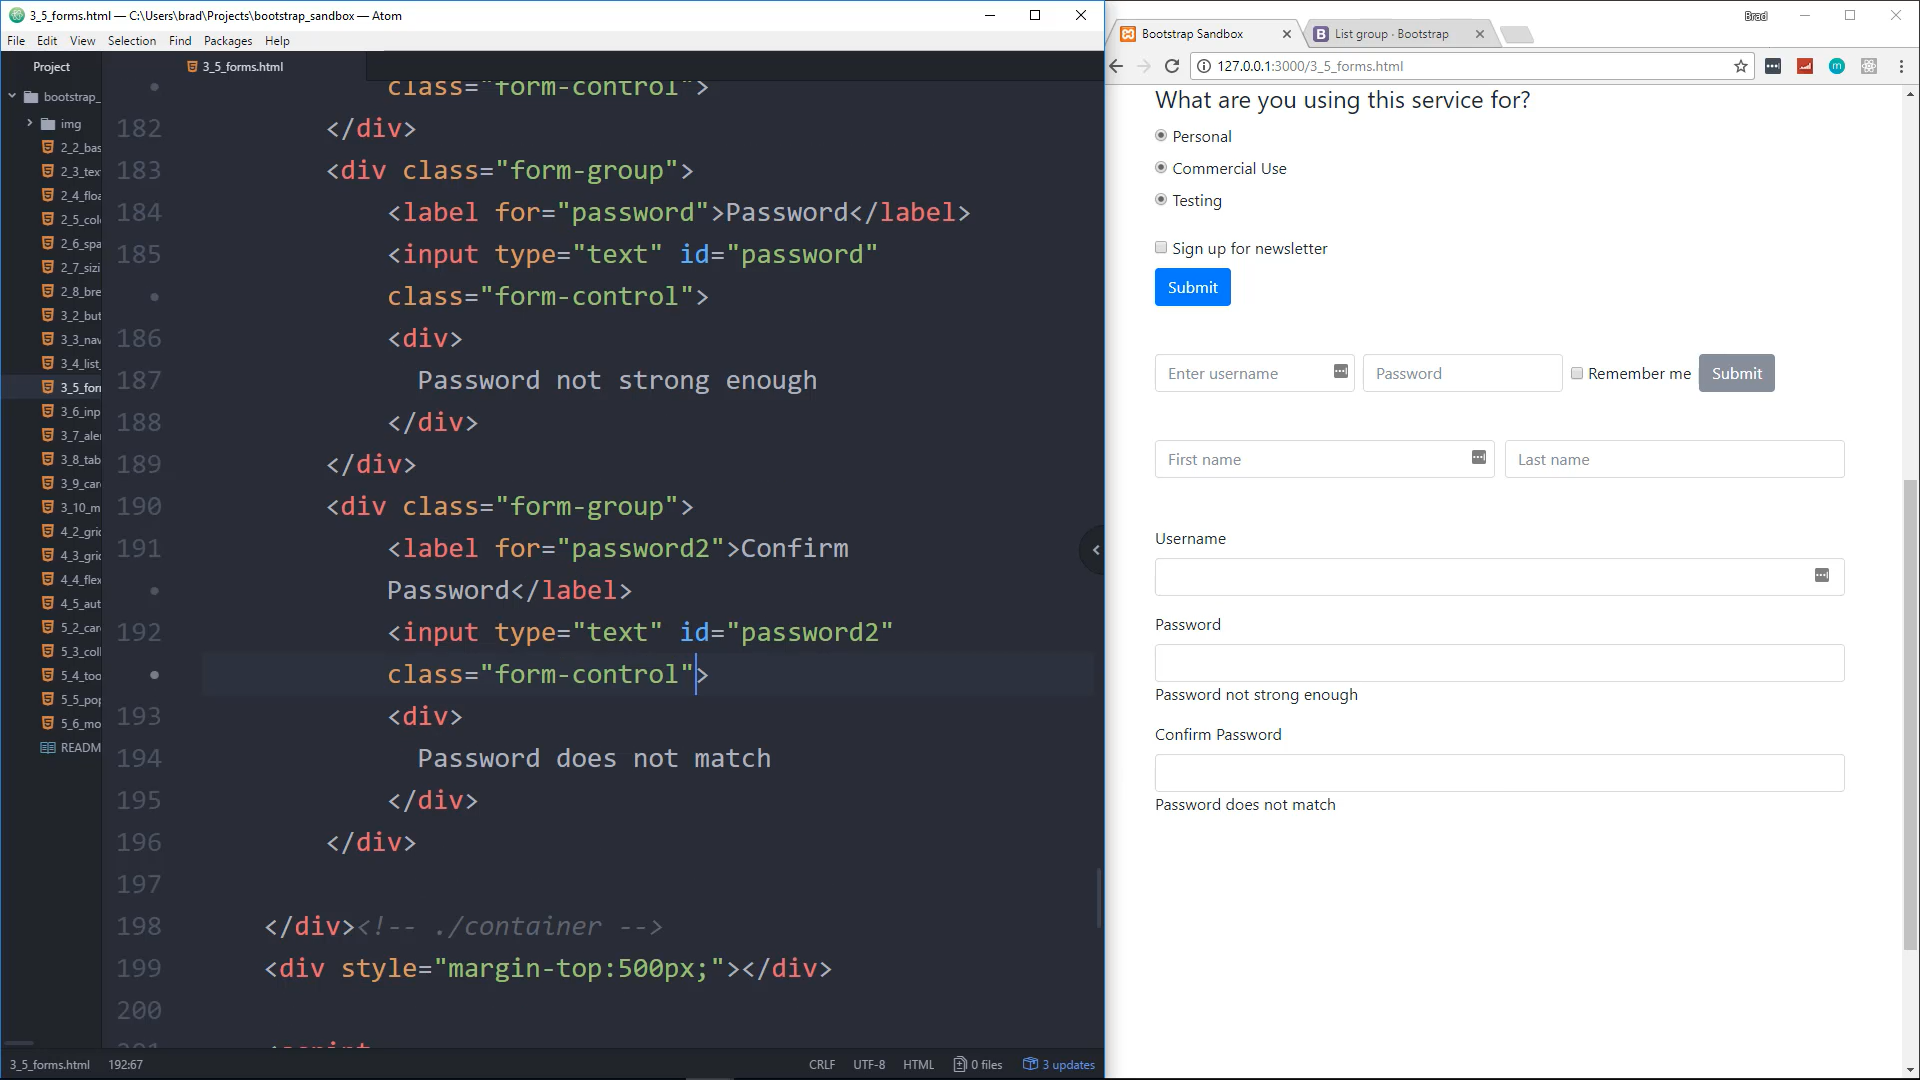 3_5_forms.html — C:\Users\brad\Projects\bootstrap_sandbox — Atom
File Edit View Selection Find Packages Help
Project
3_5_forms.html
bootstrap_
img
2_2_bas
2_3_tex
2_4_floa
2_5_colo
2_6_spa
2_7_sizi
2_8_bre
3_2_but
3_3_nav
3_4_list_
3_5_forn
3_6_inp
3_7_aler
3_8_tab
3_9_card
3_10_m
4_2_grid
4_3_grid
4_4_flex
4_5_aut
5_2_car
5_3_coll
5_4_too
5_5_pop
5_6_mo
READM
class="form-control">
182 </div>
183 <div class="form-group">
184 <label for="password">Password</label>
185 <input type="text" id="password"
class="form-control">
186 <div>
187 Password not strong enough
188 </div>
189 </div>
190 <div class="form-group">
191 <label for="password2">Confirm
Password</label>
192 <input type="text" id="password2"
class="form-control">
193 <div>
194 Password does not match
195 </div>
196 </div>
197
198 </div><!-- ./container -->
199 <div style="margin-top:500px;"></div>
200
201 <script
3_5_forms.html 192:67
CRLF UTF-8 HTML 0 files 3 updates
Brad
Bootstrap Sandbox
List group · Bootstrap
127.0.0.1:3000/3_5_forms.html
What are you using this service for?
Personal
Commercial Use
Testing
Sign up for newsletter
Submit
Enter username Password Remember me Submit
First name Last name
Username
Password
Password not strong enough
Confirm Password
Password does not match